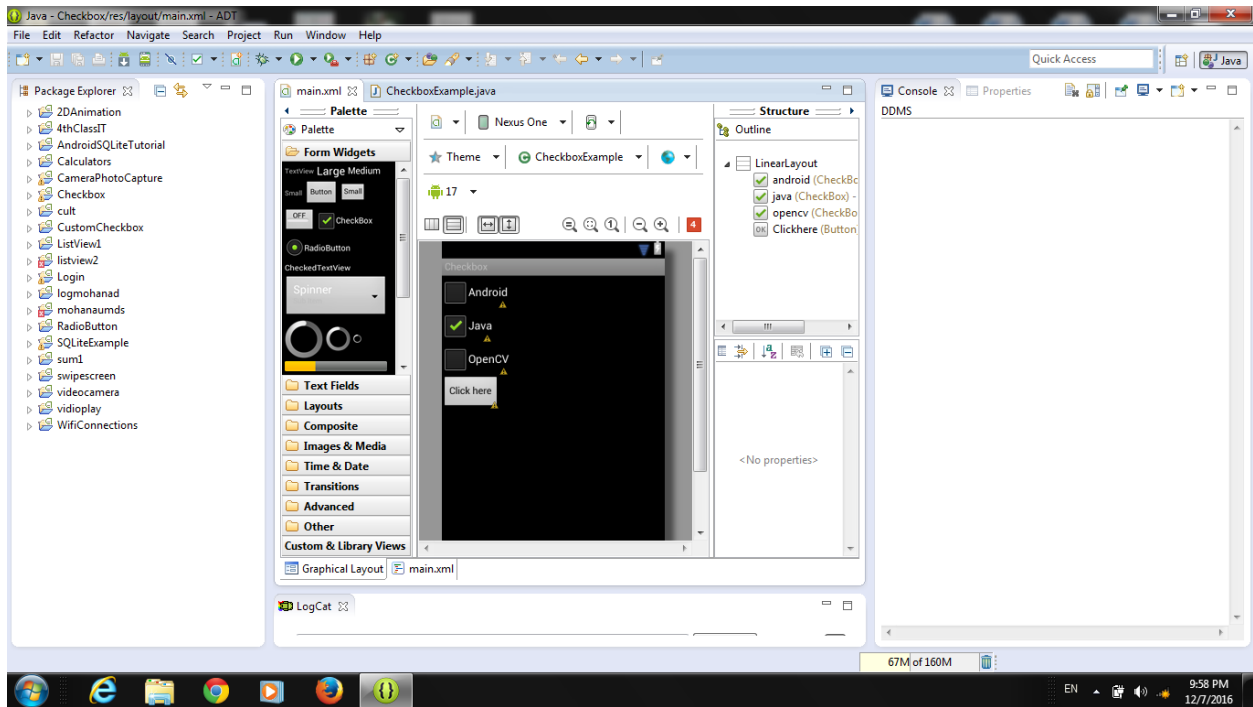 Java - Checkbox/res/layout/main.xml - ADT
File Edit Refactor Navigate Search Project Run Window Help
Quick Access
Java
Package Explorer
2DAnimation
4thClassIT
AndroidSQLiteTutorial
Calculators
CameraPhotoCapture
Checkbox
cult
CustomCheckbox
ListView1
listview2
Login
logmohanad
mohanaumds
RadioButton
SQLiteExample
sum1
swipescreen
videocamera
vidioplay
WifiConnections
main.xml CheckboxExample.java
Palette
Palette
Form Widgets
TextView Large Medium
Small Button Small
OFF CheckBox
RadioButton
CheckedTextView
Spinner
Text Fields
Layouts
Composite
Images & Media
Time & Date
Transitions
Advanced
Other
Custom & Library Views
Nexus One
Theme CheckboxExample
17
1
4
Checkbox
Android
Java
OpenCV
Click here
Structure
Outline
LinearLayout
android (CheckBo
java (CheckBox) -
opencv (CheckBo
OK Clickhere (Button)
<No properties>
Graphical Layout main.xml
LogCat
Console Properties
DDMS
67M of 160M
EN
9:58 PM
12/7/2016